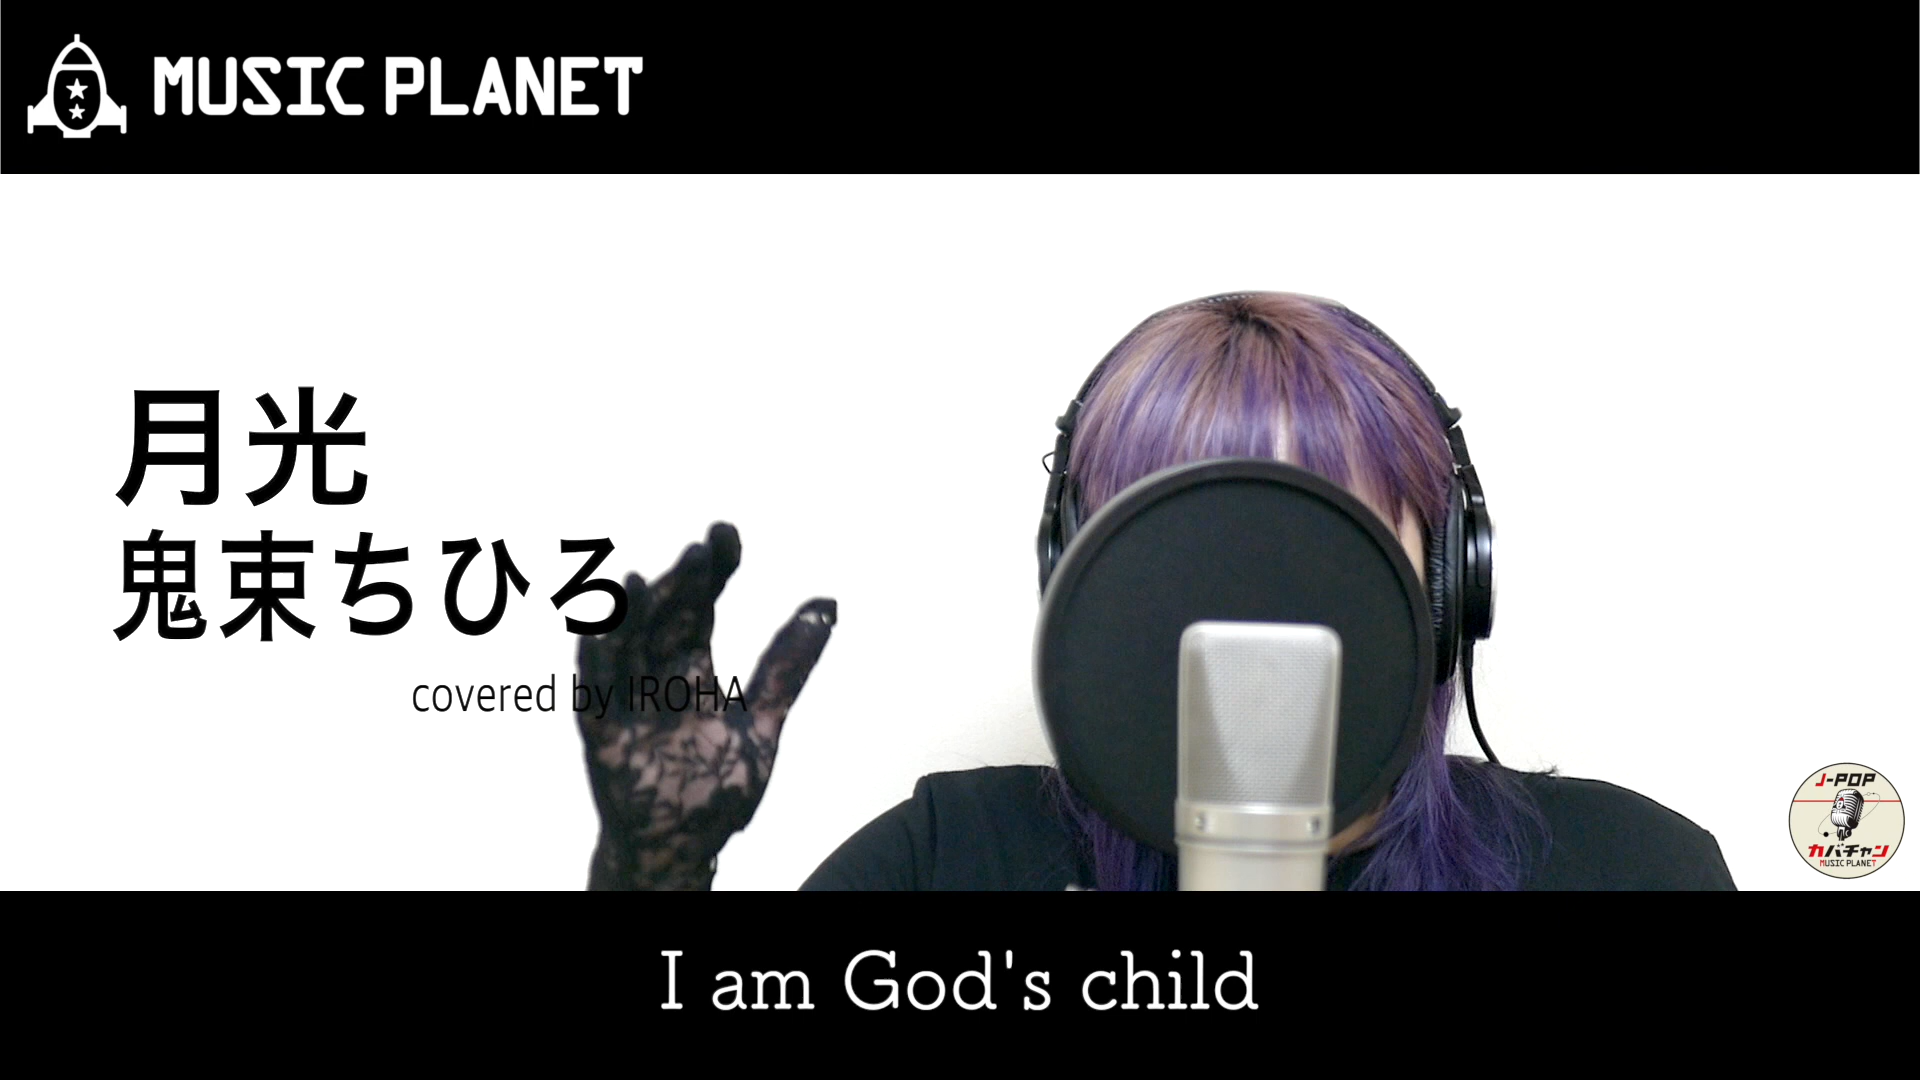 MUSIC PLANET
月光
鬼束ちひろ
covered by IROHA
J-POP
カバチャン
MUSIC PLANET
I am God's child